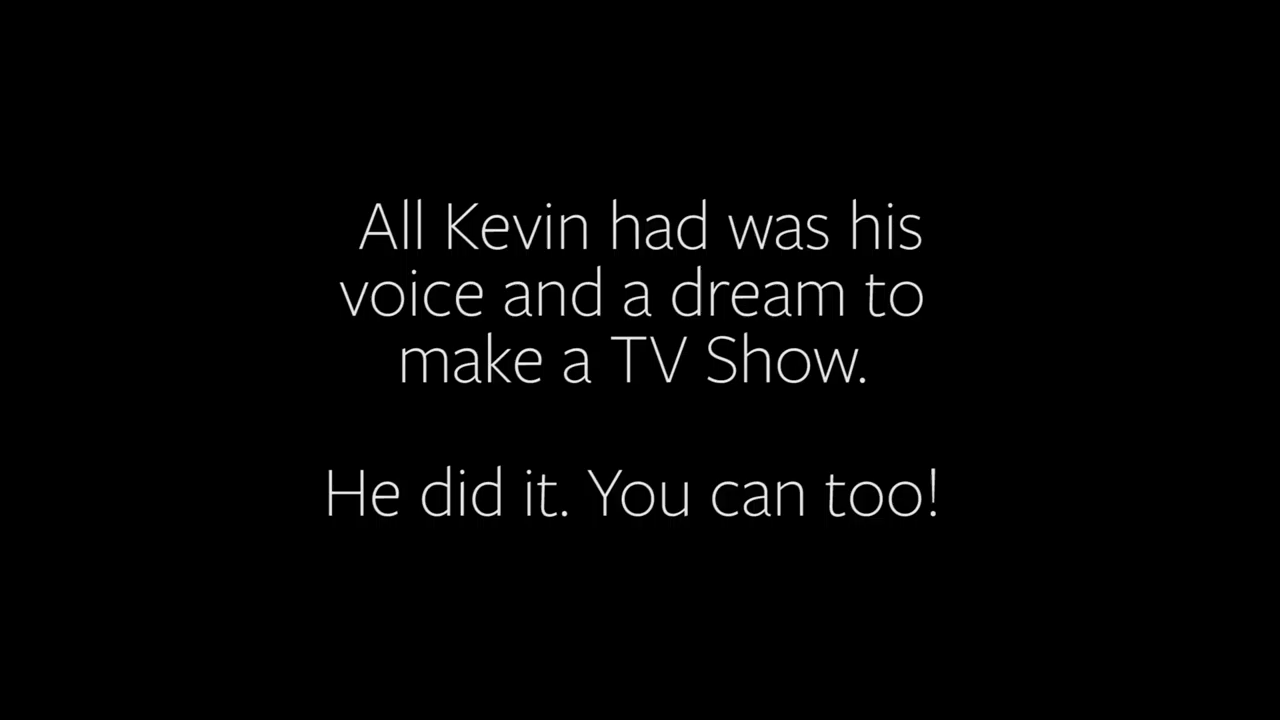 All Kevin had was his
voice and a dream to
make a TV Show.
He did it. You can too!